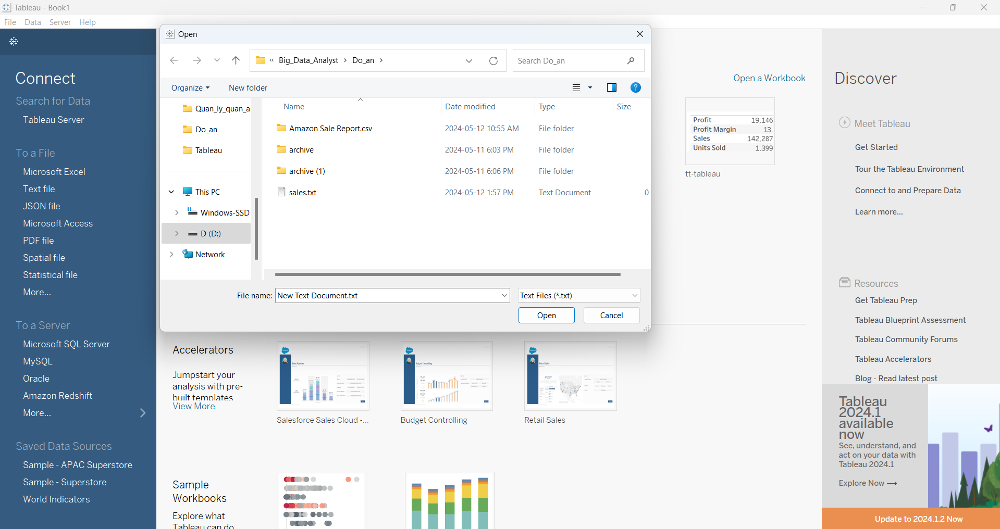 Tableau - Book1
File Data Server Help
Connect
Search for Data
Tableau Server
To a File
Microsoft Excel
Text file
JSON file
Microsoft Access
PDF file
Spatial file
Statistical file
More...
To a Server
Microsoft SQL Server
MySQL
Oracle
Amazon Redshift
More...
Saved Data Sources
Sample - APAC Superstore
Sample - Superstore
World Indicators
Open
« Big_Data_Analyst > Do_an >
Search Do_an
Organize New folder
Quan_ly_quan_a
Do_an
Tableau
This PC
Windows-SSD
D (D:)
Network
Name Date modified Type Size
Amazon Sale Report.csv 2024-05-12 10:55 AM File folder
archive 2024-05-11 6:03 PM File folder
archive (1) 2024-05-11 6:06 PM File folder
sales.txt 2024-05-12 1:57 PM Text Document 0
File name: New Text Document.txt Text Files (*.txt)
Open Cancel
Open a Workbook
Profit 19,146
Profit Margin 13.
Sales 142,287
Units Sold 1.399
tt-tableau
Accelerators
Jumpstart your
analysis with pre-
built templates
View More
Salesforce Sales Cloud -...
Budget Controlling
Retail Sales
Sample
Workbooks
Explore what
Tableau can do
Discover
Meet Tableau
Get Started
Tour the Tableau Environment
Connect to and Prepare Data
Learn more...
Resources
Get Tableau Prep
Tableau Blueprint Assessment
Tableau Community Forums
Tableau Accelerators
Blog - Read latest post
Tableau
2024.1
available
now
See, understand, and
act on your data with
Tableau 2024.1
Explore Now →
Update to 2024.1.2 Now